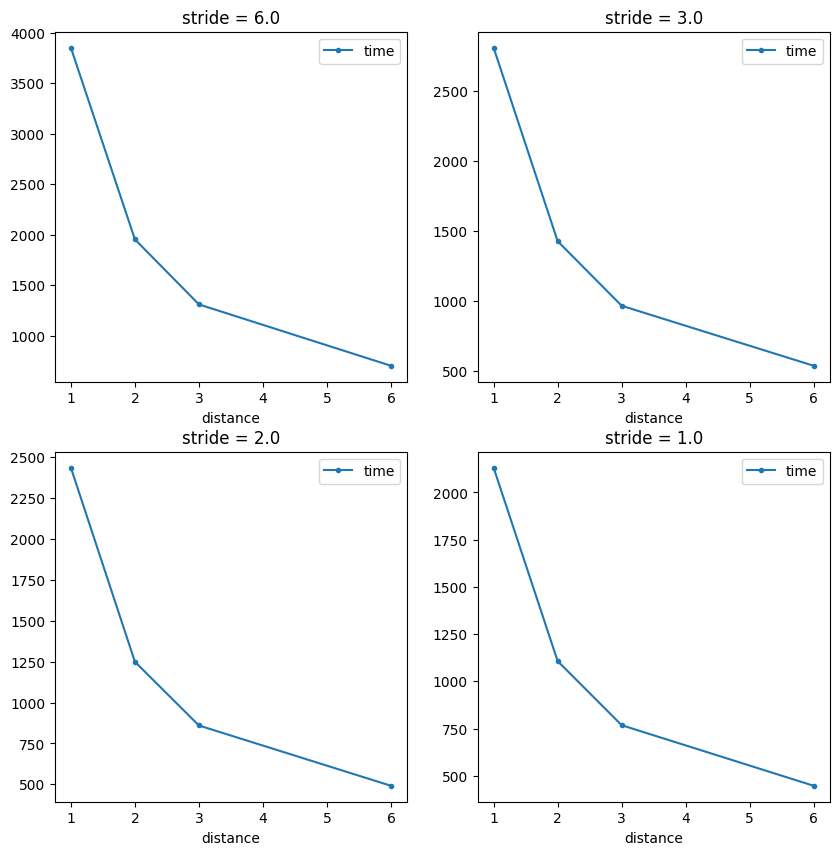 stride = 6.0
4000
3500
3000
2500
2000
1500
1000
time
1 2 3 4 5 6
distance
stride = 3.0
2500
2000
1500
1000
500
time
1 2 3 4 5 6
distance
stride = 2.0
2500
2250
2000
1750
1500
1250
1000
750
500
time
1 2 3 4 5 6
distance
stride = 1.0
2000
1750
1500
1250
1000
750
500
time
1 2 3 4 5 6
distance